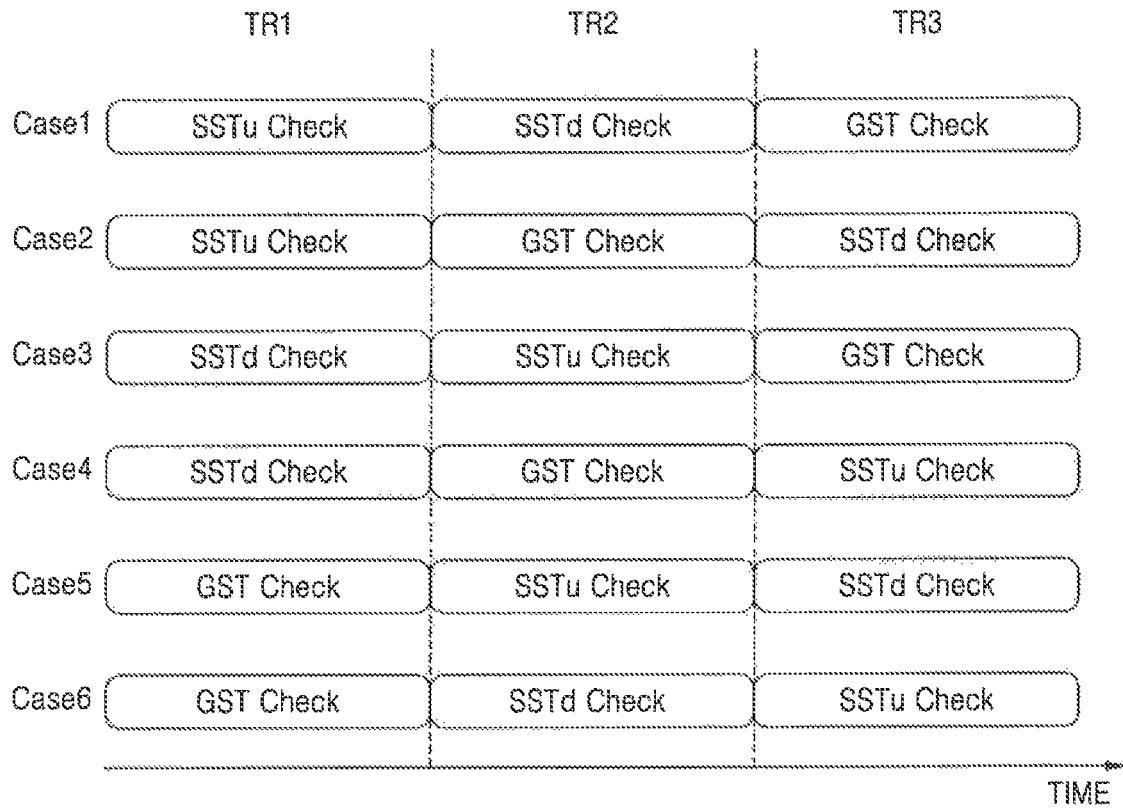 TR1 TR2 TR3
Case1 SSTu Check SSTd Check GST Check
Case2 SSTu Check GST Check SSTd Check
Case3 SSTd Check SSTu Check GST Check
Case4 SSTd Check GST Check SSTu Check
Case5 GST Check SSTu Check SSTd Check
Case6 GST Check SSTd Check SSTu Check
TIME